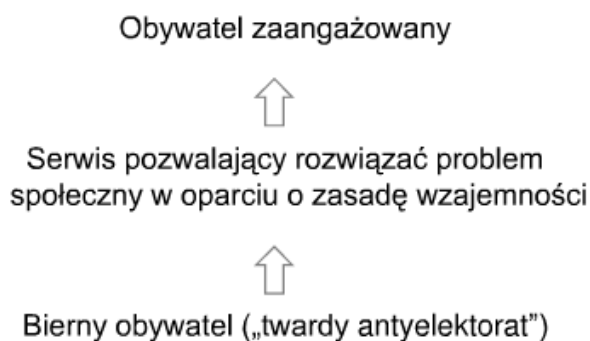 Obywatel zaangażowany
Serwis pozwalający rozwiązać problem
społeczny w oparciu o zasadę wzajemności
Bierny obywatel („twardy antyelektorat”)